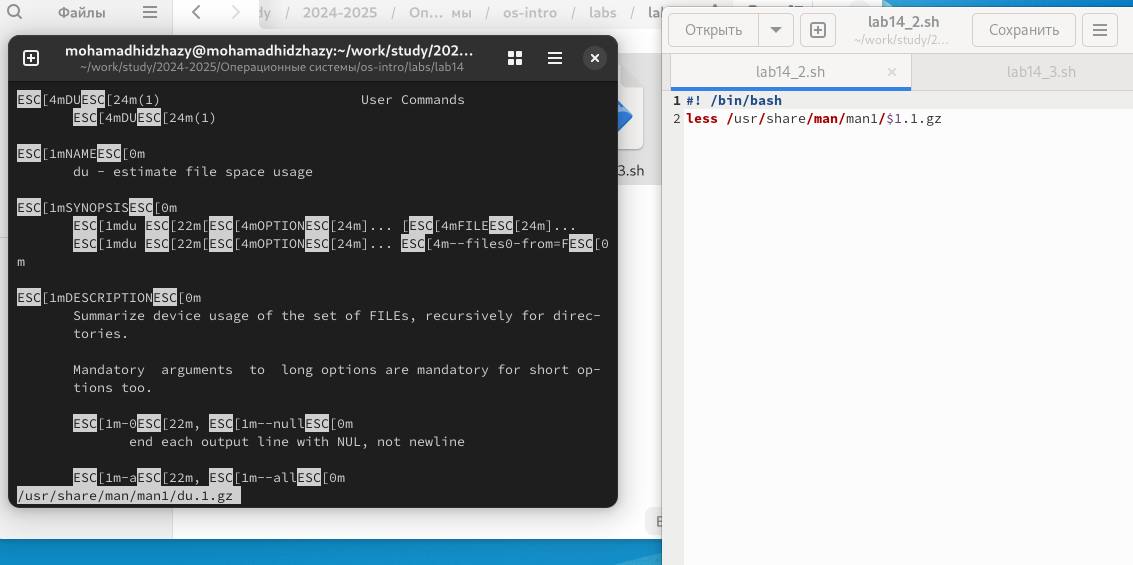 Файлы
dy / 2024-2025 / Оп… мы / os-intro / labs /
mohamadhidzhazy@mohamadhidzhazy:~/work/study/202...
~/work/study/2024-2025/Операционные системы/os-intro/labs/lab14
ESC[4mDUESC[24m(1) User Commands
ESC[4mDUESC[24m(1)
ESC[1mNAMEESC[0m
du - estimate file space usage
ESC[1mSYNOPSISESC[0m
ESC[1mdu ESC[22m[ESC[4mOPTIONESC[24m]... [ESC[4mFILEESC[24m]...
ESC[1mdu ESC[22m[ESC[4mOPTIONESC[24m]... ESC[4m--files0-from=FESC[0
m
ESC[1mDESCRIPTIONESC[0m
Summarize device usage of the set of FILEs, recursively for direc-
tories.
Mandatory arguments to long options are mandatory for short op-
tions too.
ESC[1m-0ESC[22m, ESC[1m--nullESC[0m
end each output line with NUL, not newline
ESC[1m-aESC[22m, ESC[1m--allESC[0m
/usr/share/man/man1/du.1.gz
3.sh
Открыть
lab14_2.sh
~/work/study/2...
Сохранить
lab14_2.sh
lab14_3.sh
1 #! /bin/bash
2 less /usr/share/man/man1/$1.1.gz